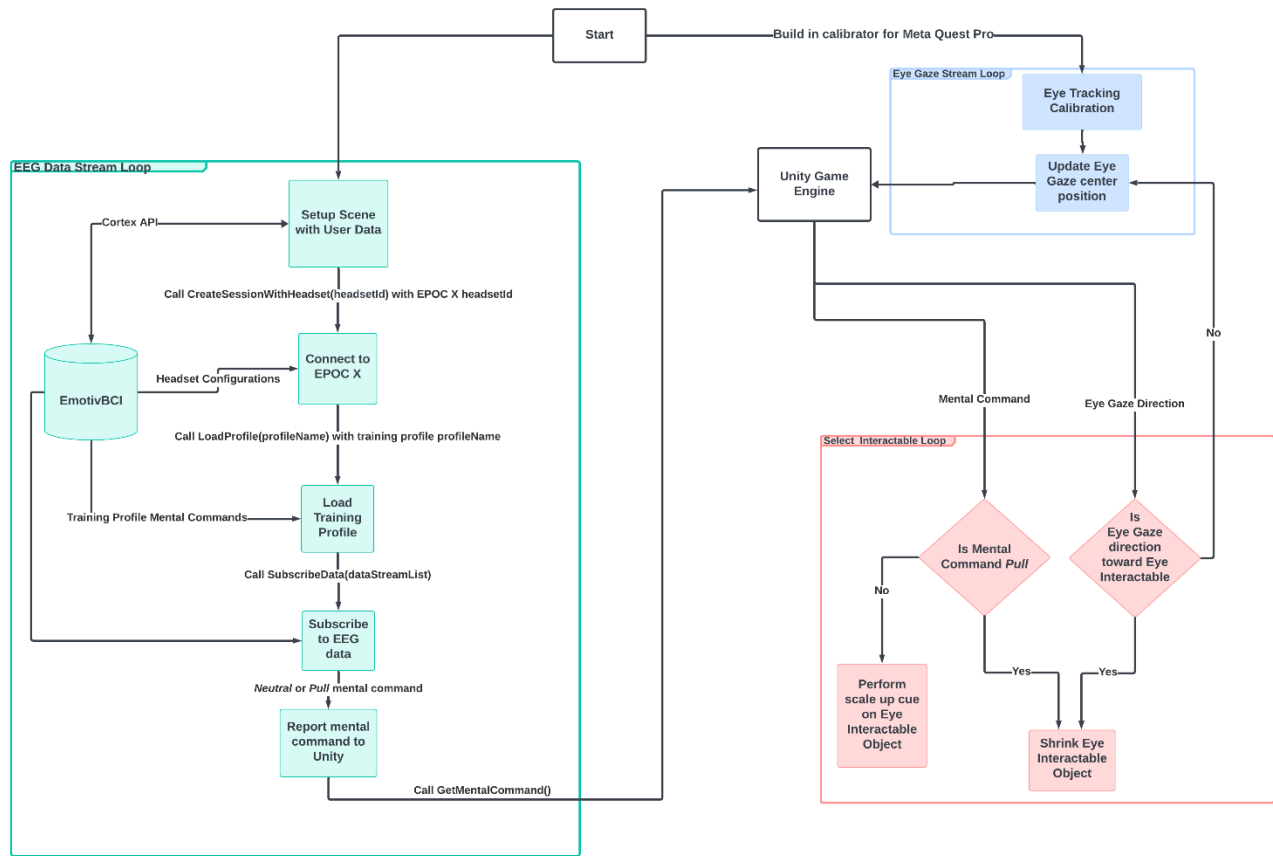 Start
Build in calibrator for Meta Quest Pro
Eye Gaze Stream Loop
Eye Tracking
Calibration
Update Eye
Gaze center
position
Unity Game
Engine
EEG Data Stream Loop
Setup Scene
with User Data
Cortex API
Call CreateSessionWithHeadset(headsetId) with EPOC X headsetId
Connect to
EPOC X
Headset Configurations
EmotivBCI
Call LoadProfile(profileName) with training profile profileName
Load
Training
Profile
Training Profile Mental Commands
Call SubscribeData(dataStreamList)
Subscribe
to EEG
data
Neutral or Pull mental command
Report mental
command to
Unity
Call GetMentalCommand()
No
Mental Command
Eye Gaze Direction
Select Interactable Loop
Is Mental
Command Pull
Is
Eye Gaze
direction
toward Eye
Interactable
No
Yes
Yes
Perform
scale up cue
on Eye
Interactable
Object
Shrink Eye
Interactable
Object